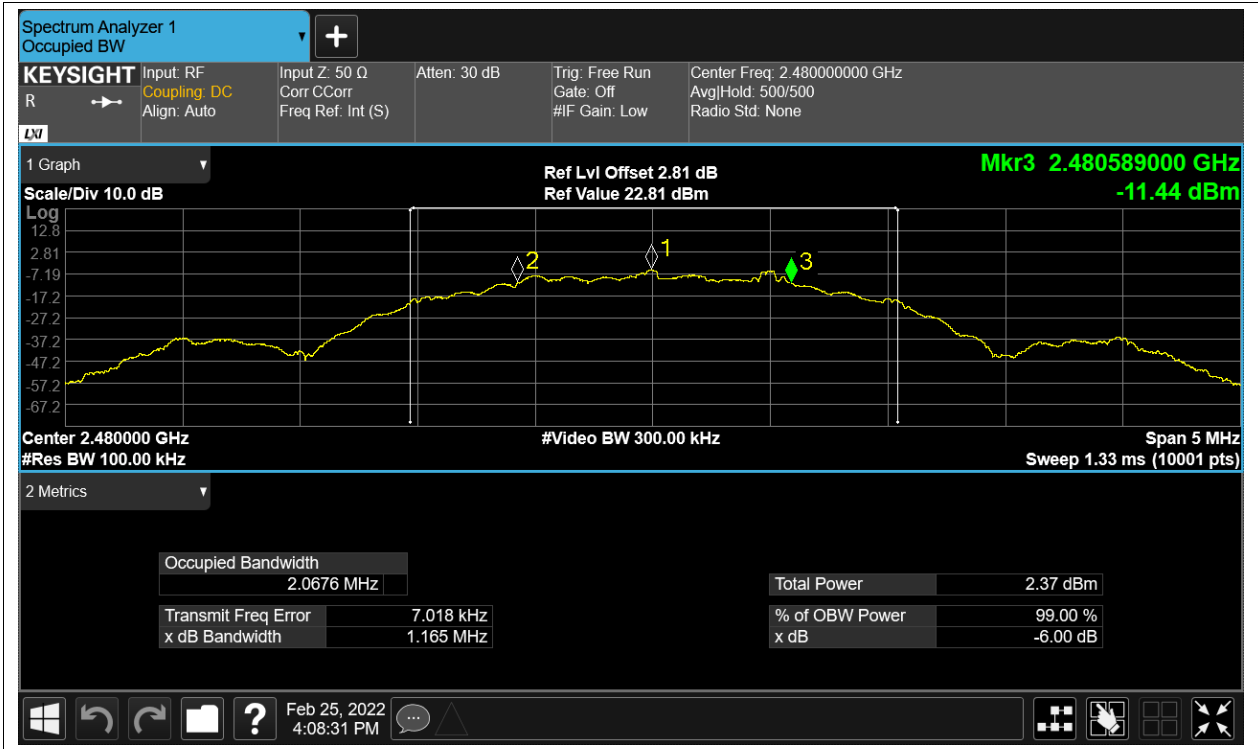 Spectrum Analyzer 1
Occupied BW
KEYSIGHT
R
LXI
Input: RF
Coupling: DC
Align: Auto
Input Z: 50 Ω
Corr CCorr
Freq Ref: Int (S)
Atten: 30 dB
Trig: Free Run
Gate: Off
#IF Gain: Low
Center Freq: 2.480000000 GHz
Avg|Hold: 500/500
Radio Std: None
1 Graph
Scale/Div 10.0 dB
Ref Lvl Offset 2.81 dB
Ref Value 22.81 dBm
Mkr3 2.480589000 GHz
-11.44 dBm
Log
12.8
2.81
-7.19
-17.2
-27.2
-37.2
-47.2
-57.2
-67.2
2
1
3
Center 2.480000 GHz
#Res BW 100.00 kHz
#Video BW 300.00 kHz
Span 5 MHz
Sweep 1.33 ms (10001 pts)
2 Metrics
Occupied Bandwidth
2.0676 MHz
Transmit Freq Error 7.018 kHz
x dB Bandwidth 1.165 MHz
Total Power 2.37 dBm
% of OBW Power 99.00 %
x dB -6.00 dB
?
Feb 25, 2022
4:08:31 PM